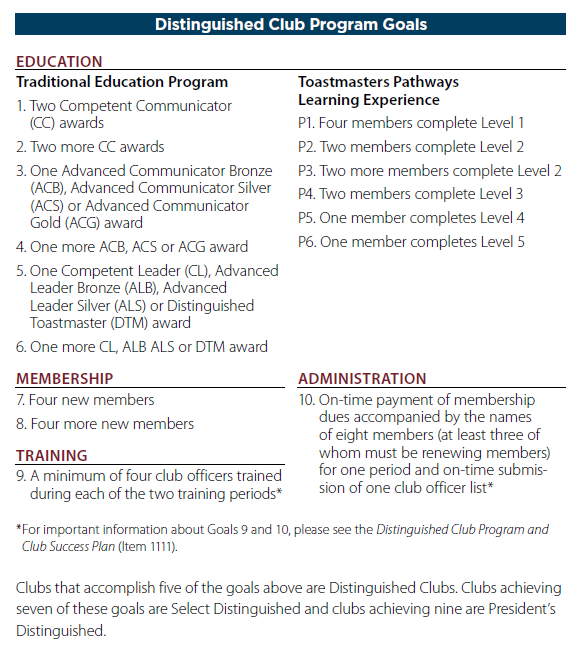 Distinguished Club Program Goals
EDUCATION
Traditional Education Program
1. Two Competent Communicator
(CC) awards
2. Two more CC awards
3. One Advanced Communicator Bronze
(ACB), Advanced Communicator Silver
(ACS) or Advanced Communicator
Gold (ACG) award
4. One more ACB, ACS or ACG award
5. One Competent Leader (CL), Advanced
Leader Bronze (ALB), Advanced
Leader Silver (ALS) or Distinguished
Toastmaster (DTM) award
6. One more CL, ALB ALS or DTM award
Toastmasters Pathways
Learning Experience
P1. Four members complete Level 1
P2. Two members complete Level 2
P3. Two more members complete Level 2
P4. Two members complete Level 3
P5. One member completes Level 4
P6. One member completes Level 5
MEMBERSHIP
7. Four new members
8. Four more new members
TRAINING
9. A minimum of four club officers trained
during each of the two training periods*
ADMINISTRATION
10. On-time payment of membership
dues accompanied by the names
of eight members (at least three of
whom must be renewing members)
for one period and on-time submis-
sion of one club officer list*
*For important information about Goals 9 and 10, please see the Distinguished Club Program and
Club Success Plan (Item 1111).
Clubs that accomplish five of the goals above are Distinguished Clubs. Clubs achieving
seven of these goals are Select Distinguished and clubs achieving nine are President's
Distinguished.